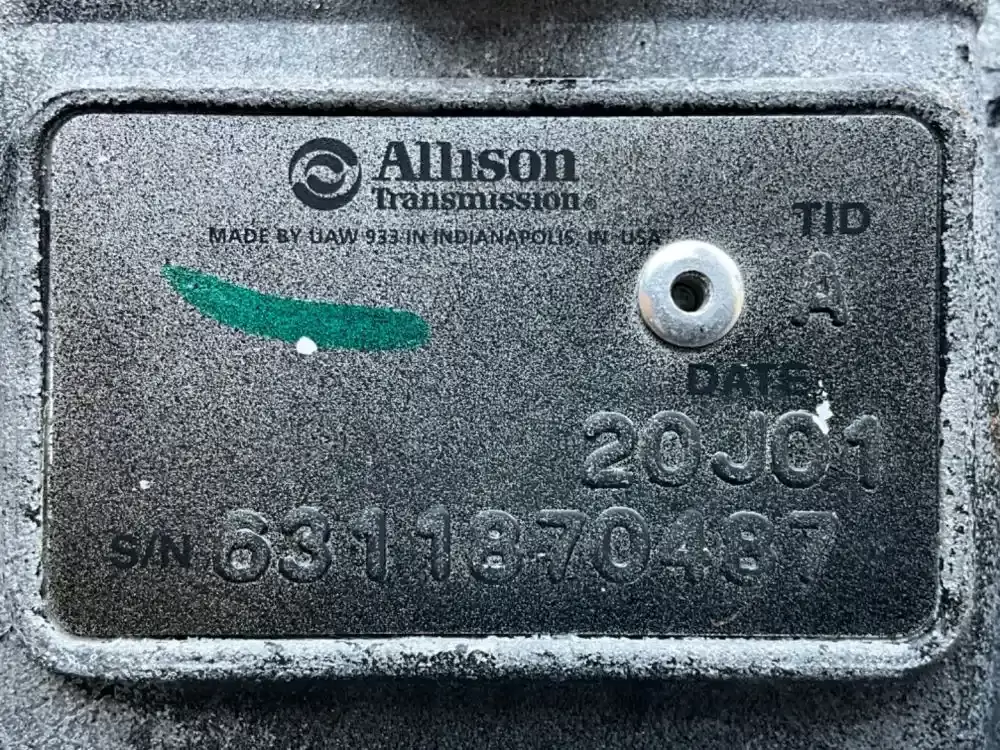 Allison
Transmission®
MADE BY UAW 933 IN INDIANAPOLIS, IN USA
TID
A
DATE
20J01
S/N 6311870487